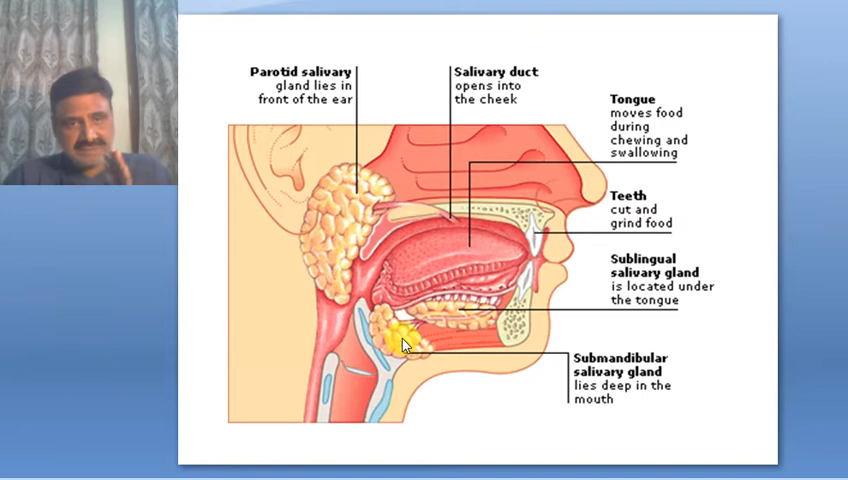 Parotid salivary
gland lies in
front of the ear
Salivary duct
opens into
the cheek
Tongue
moves food
during
chewing and
swallowing
Teeth
cut and
grind food
Sublingual
salivary gland
is located under
the tongue
Submandibular
salivary gland
lies deep in the
mouth